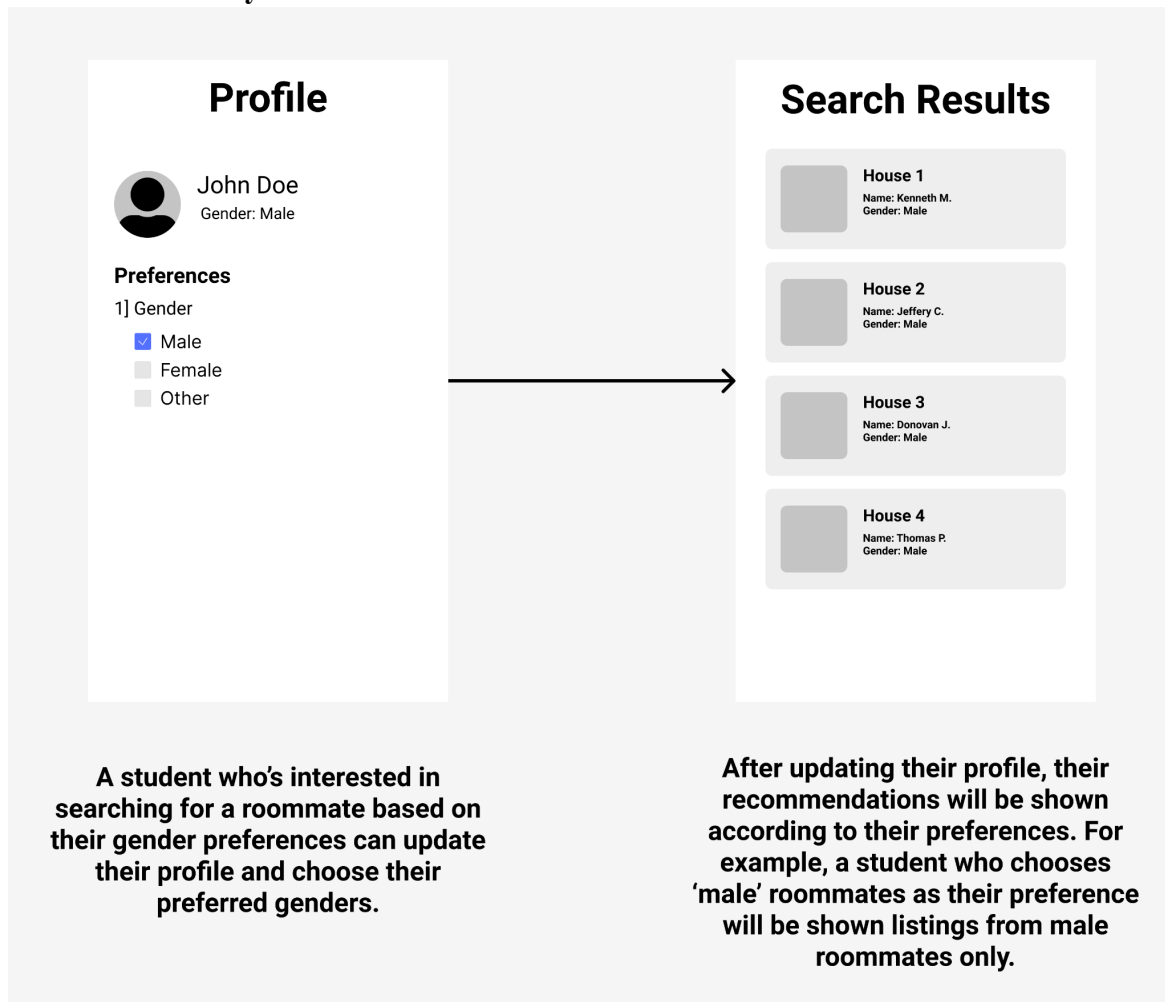 Profile
John Doe
Gender: Male
Preferences
1] Gender
Male
Female
Other
A student who’s interested in
searching for a roommate based on
their gender preferences can update
their profile and choose their
preferred genders.
Search Results
House 1
Name: Kenneth M.
Gender: Male
House 2
Name: Jeffery C.
Gender: Male
House 3
Name: Donovan J.
Gender: Male
House 4
Name: Thomas P.
Gender: Male
After updating their profile, their
recommendations will be shown
according to their preferences. For
example, a student who chooses
‘male’ roommates as their preference
will be shown listings from male
roommates only.